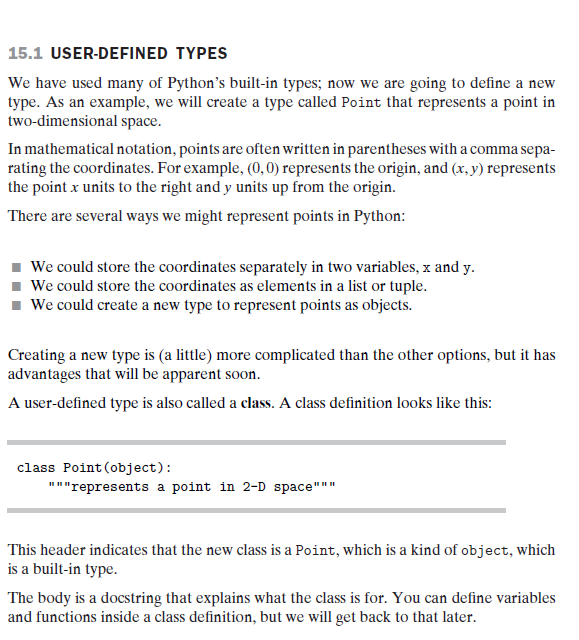 15.1 USER-DEFINED TYPES
We have used many of Python's built-in types; now we are going to define a new
type. As an example, we will create a type called Point that represents a point in
two-dimensional space.
In mathematical notation, points are often written in parentheses with a comma sepa-
rating the coordinates. For example, (0, 0) represents the origin, and (x, y) represents
the point x units to the right and y units up from the origin.
There are several ways we might represent points in Python:
■ We could store the coordinates separately in two variables, x and y.
■ We could store the coordinates as elements in a list or tuple.
■ We could create a new type to represent points as objects.
Creating a new type is (a little) more complicated than the other options, but it has
advantages that will be apparent soon.
A user-defined type is also called a class. A class definition looks like this:
class Point(object):
    """represents a point in 2-D space"""
This header indicates that the new class is a Point, which is a kind of object, which
is a built-in type.
The body is a docstring that explains what the class is for. You can define variables
and functions inside a class definition, but we will get back to that later.